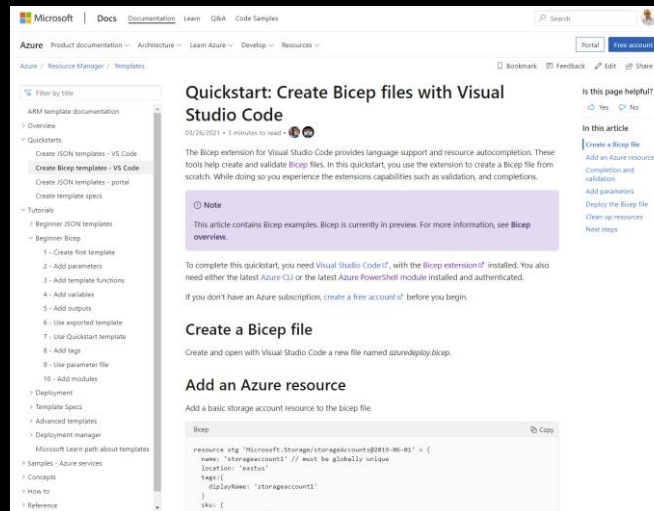 Microsoft | Docs Documentation Learn Q&A Code Samples
Search
Azure Product documentation Architecture Learn Azure Develop Resources
Portal Free account
Azure / Resource Manager / Templates
Bookmark Feedback Edit Share
Filter by title
ARM template documentation
Overview
Quickstarts
Create JSON templates - VS Code
Create Bicep templates - VS Code
Create JSON templates - portal
Create template specs
Tutorials
Beginner JSON templates
Beginner Bicep
1 - Create first template
2 - Add parameters
3 - Add template functions
4 - Add variables
5 - Add outputs
6 - Use exported template
7 - Use Quickstart template
8 - Add tags
9 - Use parameter file
10 - Add modules
Deployment
Template Specs
Advanced templates
Deployment manager
Microsoft Learn path about templates
Samples - Azure services
Concepts
How to
Reference
Quickstart: Create Bicep files with Visual
Studio Code
03/26/2021 • 3 minutes to read •
The Bicep extension for Visual Studio Code provides language support and resource autocompletion. These
tools help create and validate Bicep files. In this quickstart, you use the extension to create a Bicep file from
scratch. While doing so you experience the extensions capabilities such as validation, and completions.
Note
This article contains Bicep examples. Bicep is currently in preview. For more information, see Bicep
overview.
To complete this quickstart, you need Visual Studio Code, with the Bicep extension installed. You also
need either the latest Azure CLI or the latest Azure PowerShell module installed and authenticated.
If you don't have an Azure subscription, create a free account before you begin.
Create a Bicep file
Create and open with Visual Studio Code a new file named azuredeploy.bicep.
Add an Azure resource
Add a basic storage account resource to the bicep file.
Bicep Copy
resource stg 'Microsoft.Storage/storageAccounts@2019-06-01' = {
name: 'storageaccount1' // must be globally unique
location: 'eastus'
tags:{
diplayName: 'storageaccount1'
}
sku: {
Is this page helpful?
Yes No
In this article
Create a Bicep file
Add an Azure resource
Completion and
validation
Add parameters
Deploy the Bicep file
Clean up resources
Next steps